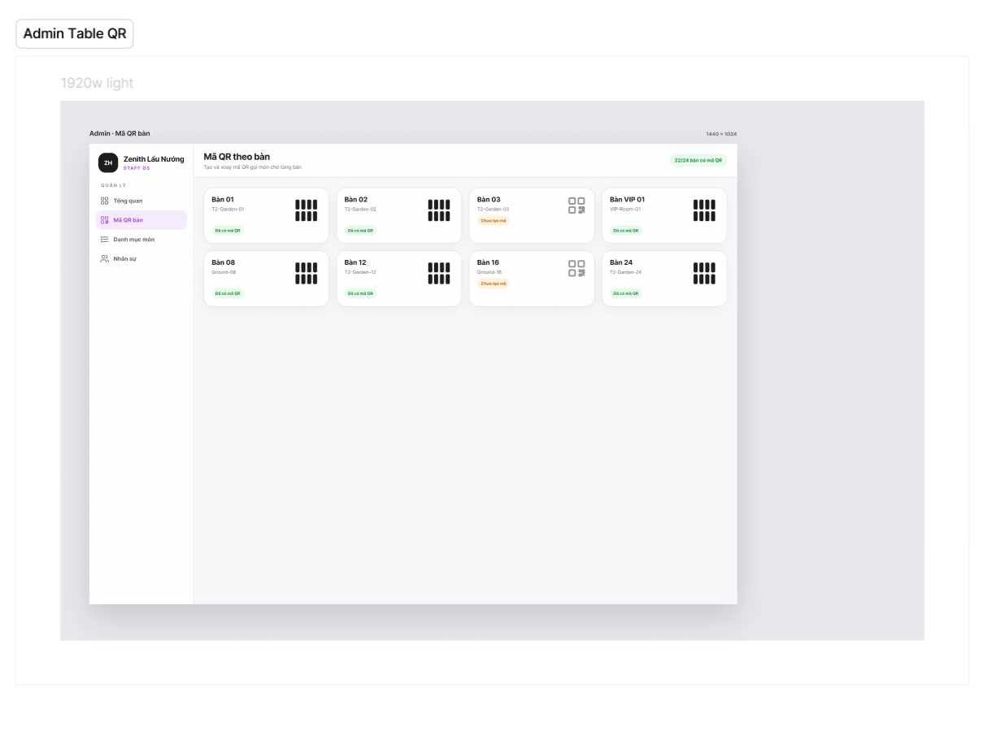 Admin Table QR
1920w light
Admin · Mã QR bàn
1440 × 1024
ZH
Zenith Lẩu Nướng
STAFF OS
QUẢN LÝ
Tổng quan
Mã QR bàn
Danh mục món
Nhân sự
Mã QR theo bàn
Tạo và xoay mã QR gọi món cho từng bàn
22/24 bàn có mã QR
Bàn 01
T2-Garden-01
Đã có mã QR
Bàn 02
T2-Garden-02
Đã có mã QR
Bàn 03
T2-Garden-03
Chưa tạo mã
Bàn VIP 01
VIP-Room-01
Đã có mã QR
Bàn 08
Ground-08
Đã có mã QR
Bàn 12
T2-Garden-12
Đã có mã QR
Bàn 16
Ground-16
Chưa tạo mã
Bàn 24
T2-Garden-24
Đã có mã QR